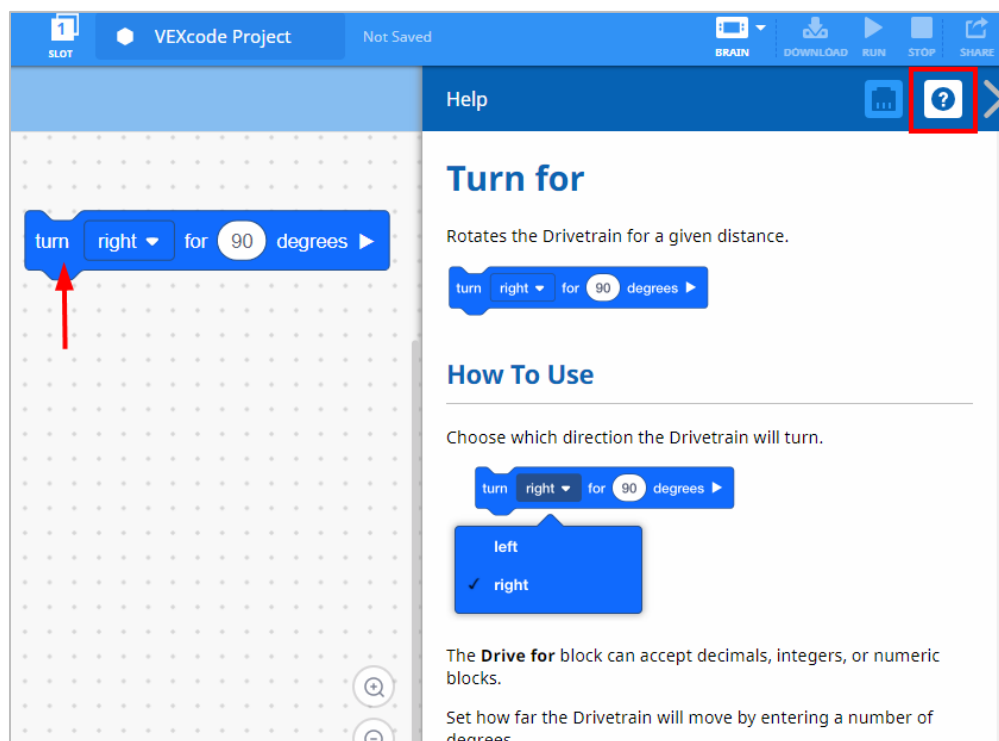 1
SLOT
VEXcode Project
Not Saved
BRAIN
DOWNLOAD
RUN
STOP
SHARE
Help
?
Turn for
turn right for 90 degrees
Rotates the Drivetrain for a given distance.
turn right for 90 degrees
How To Use
Choose which direction the Drivetrain will turn.
turn right for 90 degrees
left
✓ right
The Drive for block can accept decimals, integers, or numeric
blocks.
Set how far the Drivetrain will move by entering a number of
degrees